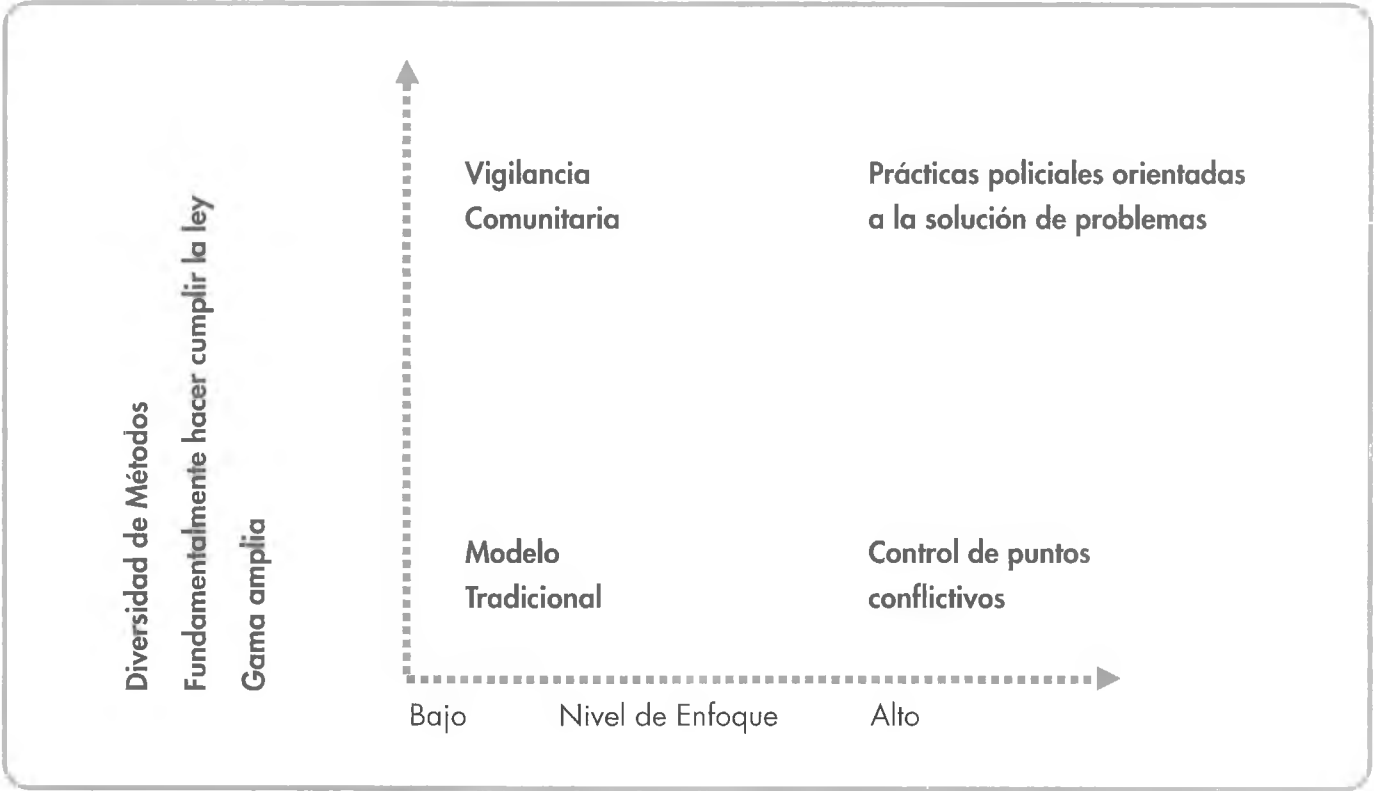 Diversidad de Métodos
Fundamentalmente hacer cumplir la ley
Gama amplia
Vigilancia
Comunitaria
Prácticas policiales orientadas
a la solución de problemas
Modelo
Tradicional
Control de puntos
conflictivos
Bajo
Nivel de Enfoque
Alto